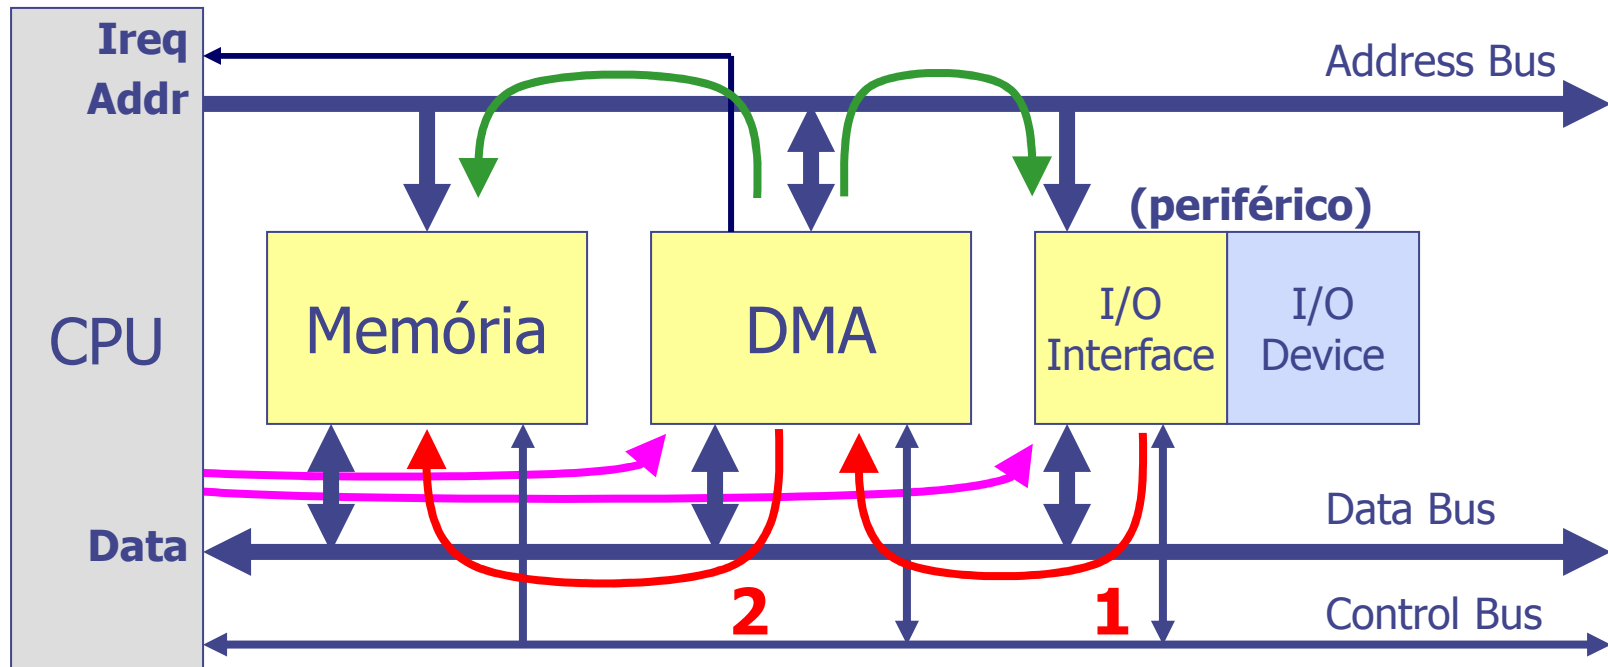 Ireq
Addr
Address Bus
(periférico)
CPU
Memória
DMA
I/O
Interface
I/O
Device
Data
Data Bus
2
1
Control Bus